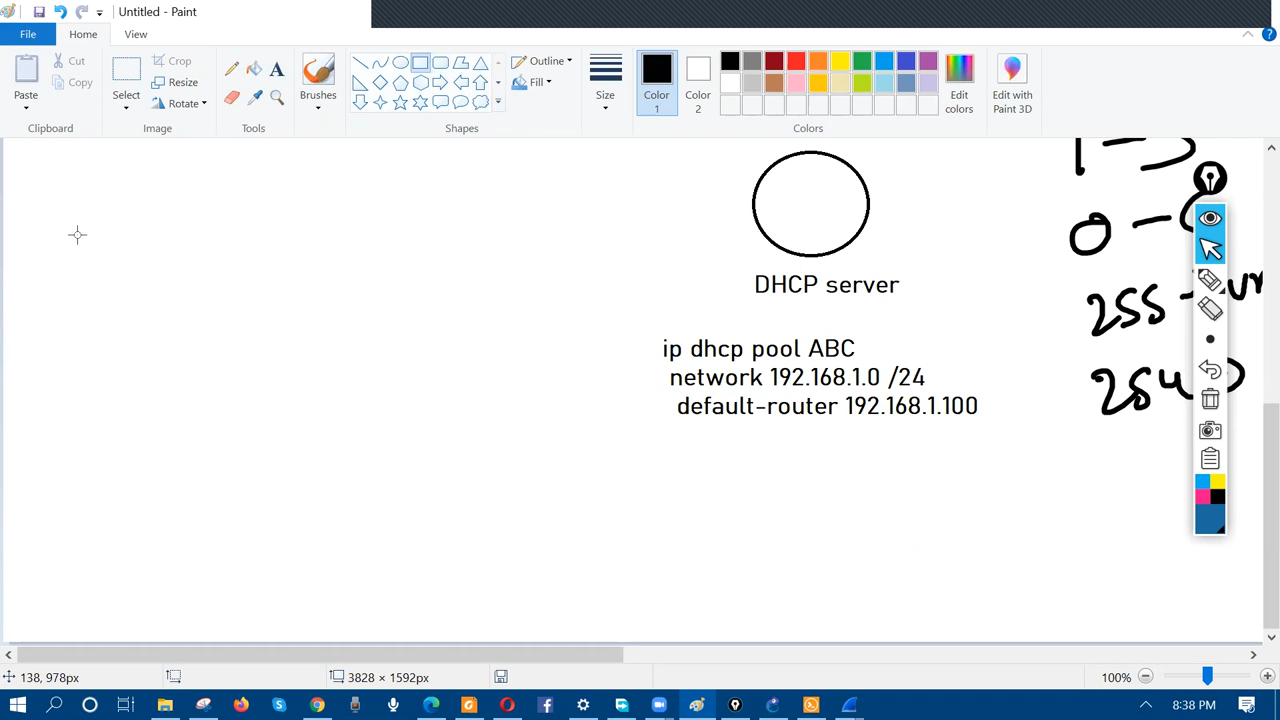 Untitled - Paint
File
Home
View
Paste
Cut
Copy
Clipboard
Select
Crop
Resize
Rotate
Image
Tools
Brushes
Outline
Fill
Shapes
Size
Color
1
Color
2
Edit
colors
Colors
Edit with
Paint 3D
1 -
0 -
DHCP server
255 -
ip dhcp pool ABC
network 192.168.1.0 /24
default-router 192.168.1.100
254
138, 978px
3828 × 1592px
100%
8:38 PM